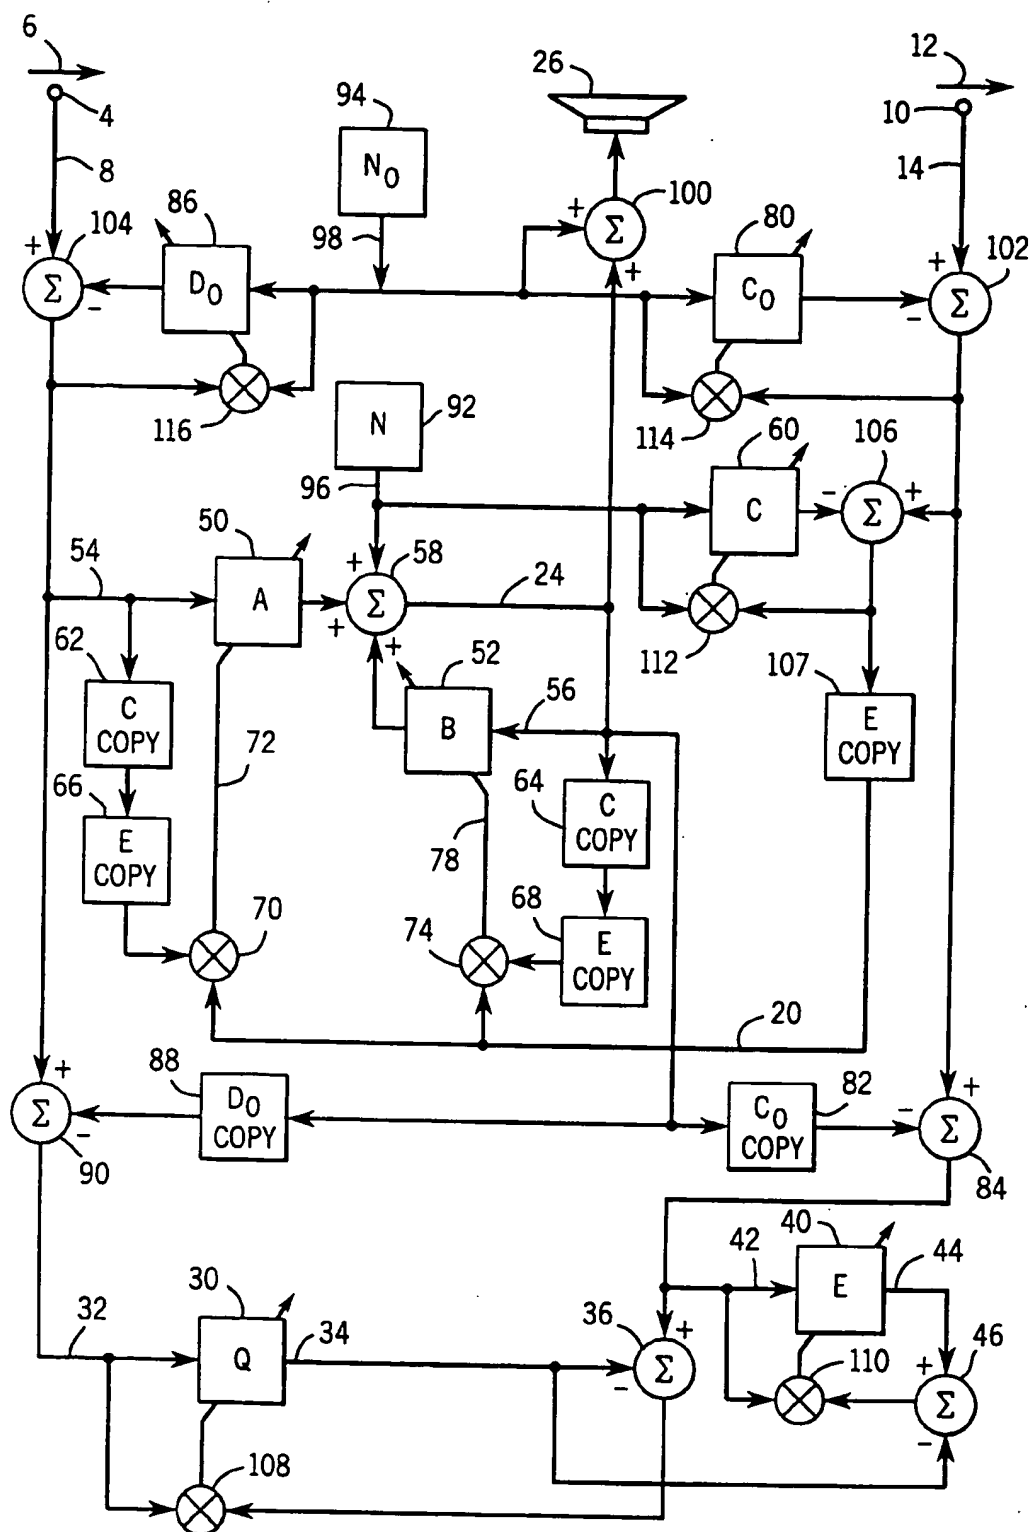 6
4
8
94
N0
26
12
10
14
104
+
Σ
-
86
D0
98
+
Σ
100
+
80
C0
+
102
Σ
-
116
N
92
96
114
60
C
106
-
Σ
+
54
50
A
+
58
Σ
+
+
24
112
107
62
C
COPY
52
B
56
E
COPY
66
E
COPY
72
64
C
COPY
78
70
74
68
E
COPY
20
+
Σ
-
90
88
D0
COPY
C0
COPY
82
-
+
Σ
84
32
30
Q
34
36
+
Σ
-
42
40
E
44
110
+
46
Σ
-
108